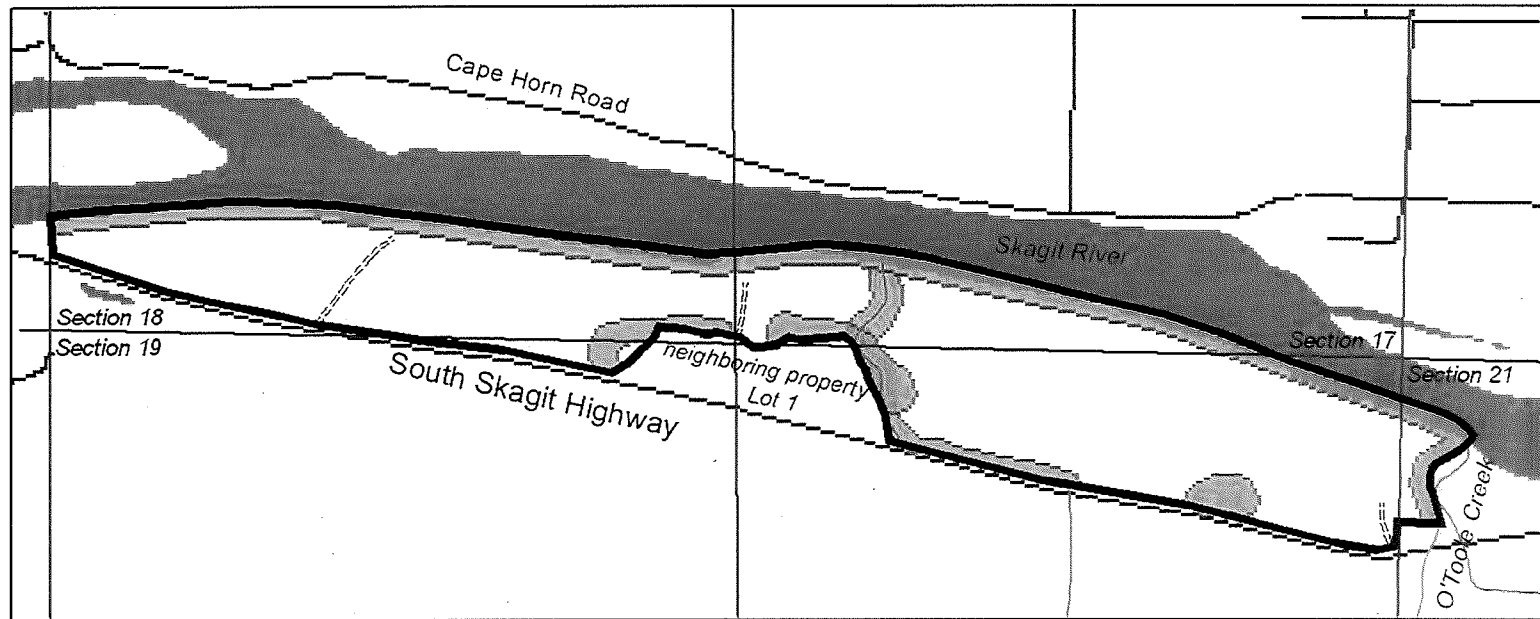 Cape Horn Road
Skagit River
Section 18
Section 19
Section 17
Section 21
neighboring property
Lot 1
South Skagit Highway
O'Toole Creek